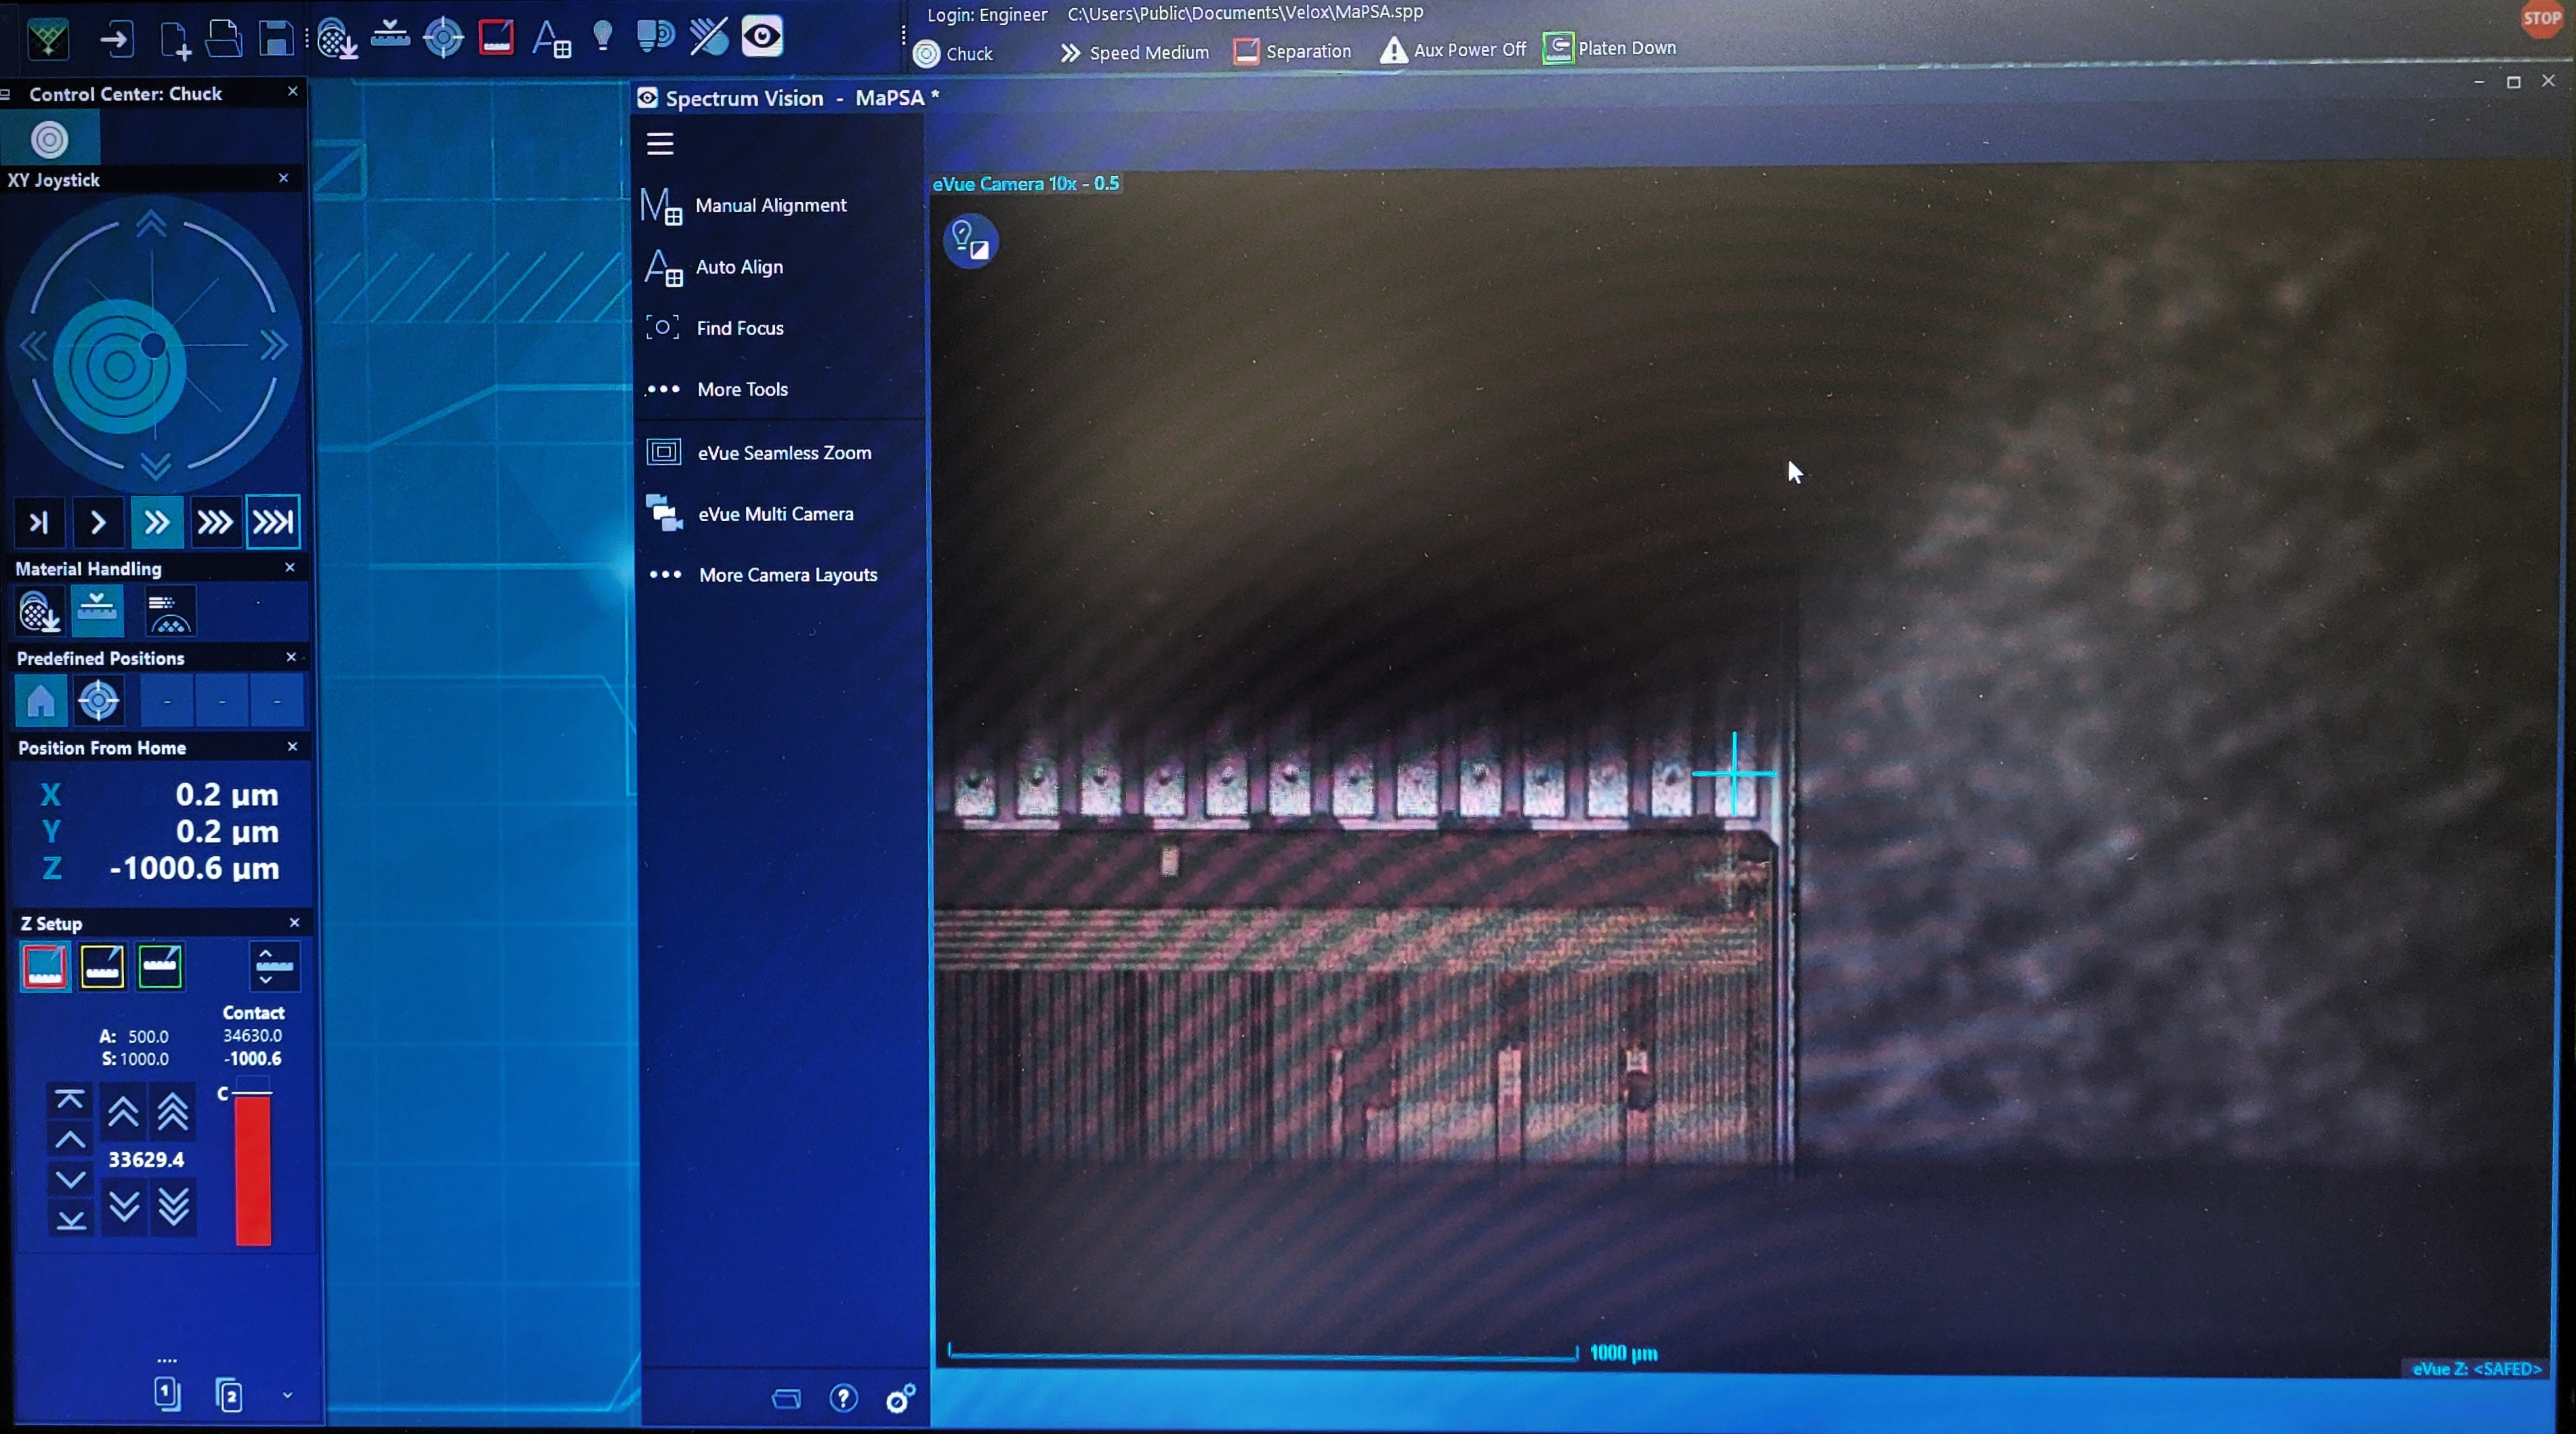 Login: Engineer C:\Users\Public\Documents\Velox\MaPSA.spp
STOP
Chuck Speed Medium Separation Aux Power Off Platen Down
Control Center: Chuck
XY Joystick
Material Handling
Predefined Positions
- - -
Position From Home
X 0.2 µm
Y 0.2 µm
Z -1000.6 µm
Z Setup
Contact
A: 500.0 34630.0
S: 1000.0 -1000.6
C
33629.4
1 2
Spectrum Vision - MaPSA *
Manual Alignment
Auto Align
Find Focus
More Tools
eVue Seamless Zoom
eVue Multi Camera
More Camera Layouts
eVue Camera 10x - 0.5
1000 µm
eVue Z: <SAFED>